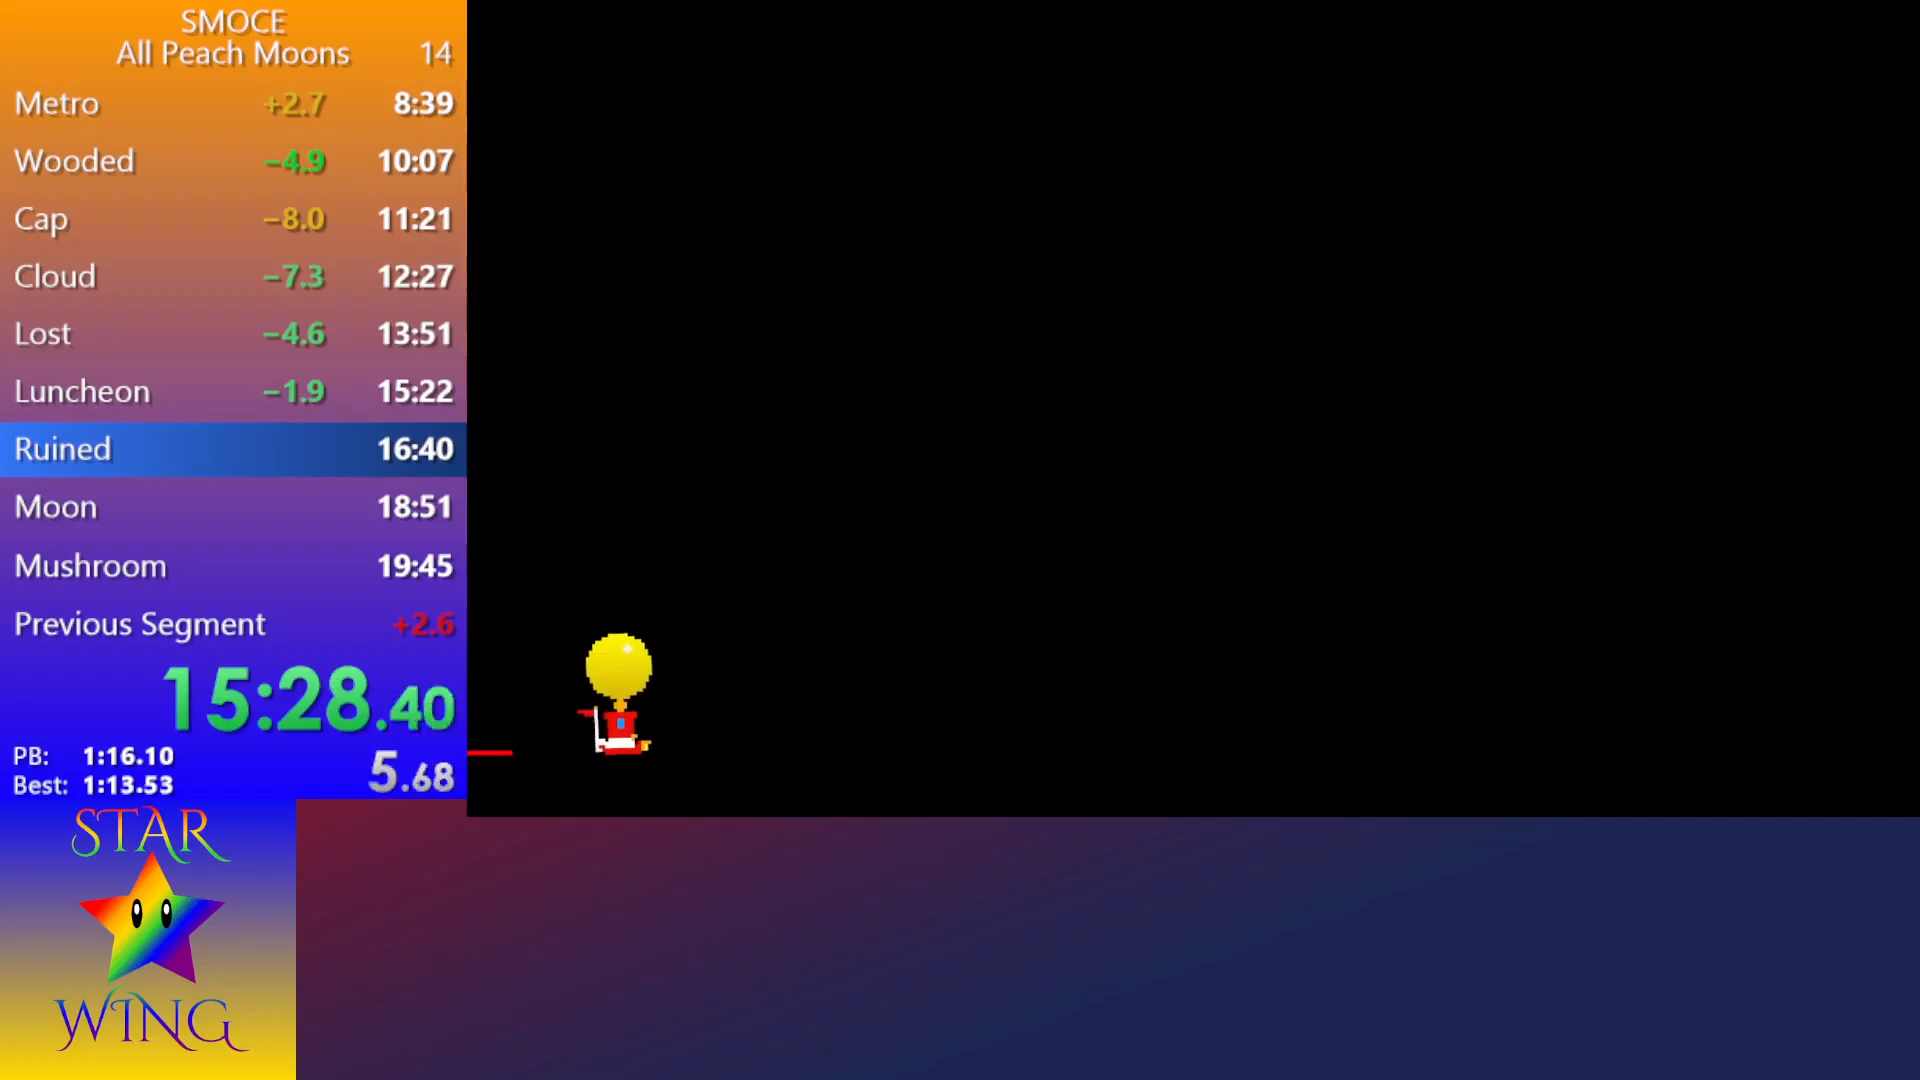 SMOCE
All Peach Moons 14
Metro +2.7 8:39
Wooded −4.9 10:07
Cap −8.0 11:21
Cloud −7.3 12:27
Lost −4.6 13:51
Luncheon −1.9 15:22
Ruined 16:40
Moon 18:51
Mushroom 19:45
Previous Segment +2.6
15:28.40
PB: 1:16.10
Best: 1:13.53
5.68
STAR
WING